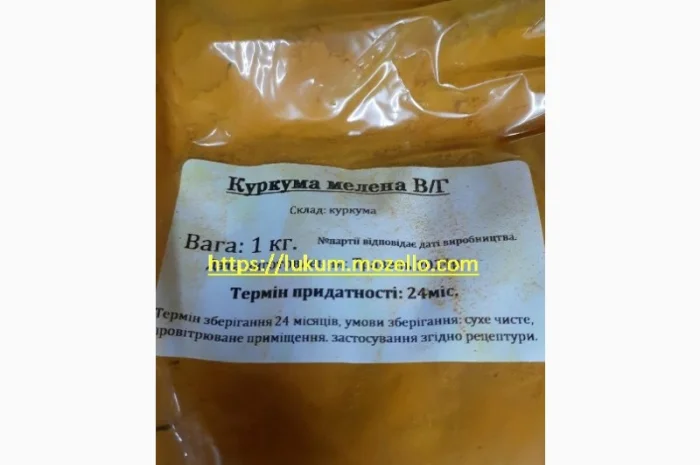 Куркума мелена В/Г
Склад: куркума
Вага: 1 кг. №партії відповідає даті виробництва.
https://lukum.mozello.com
Термін придатності: 24міс.
Термін зберігання 24 місяців, умови зберігання: сухе чисте,
провітрюване приміщення. застосування згідно рецептури.